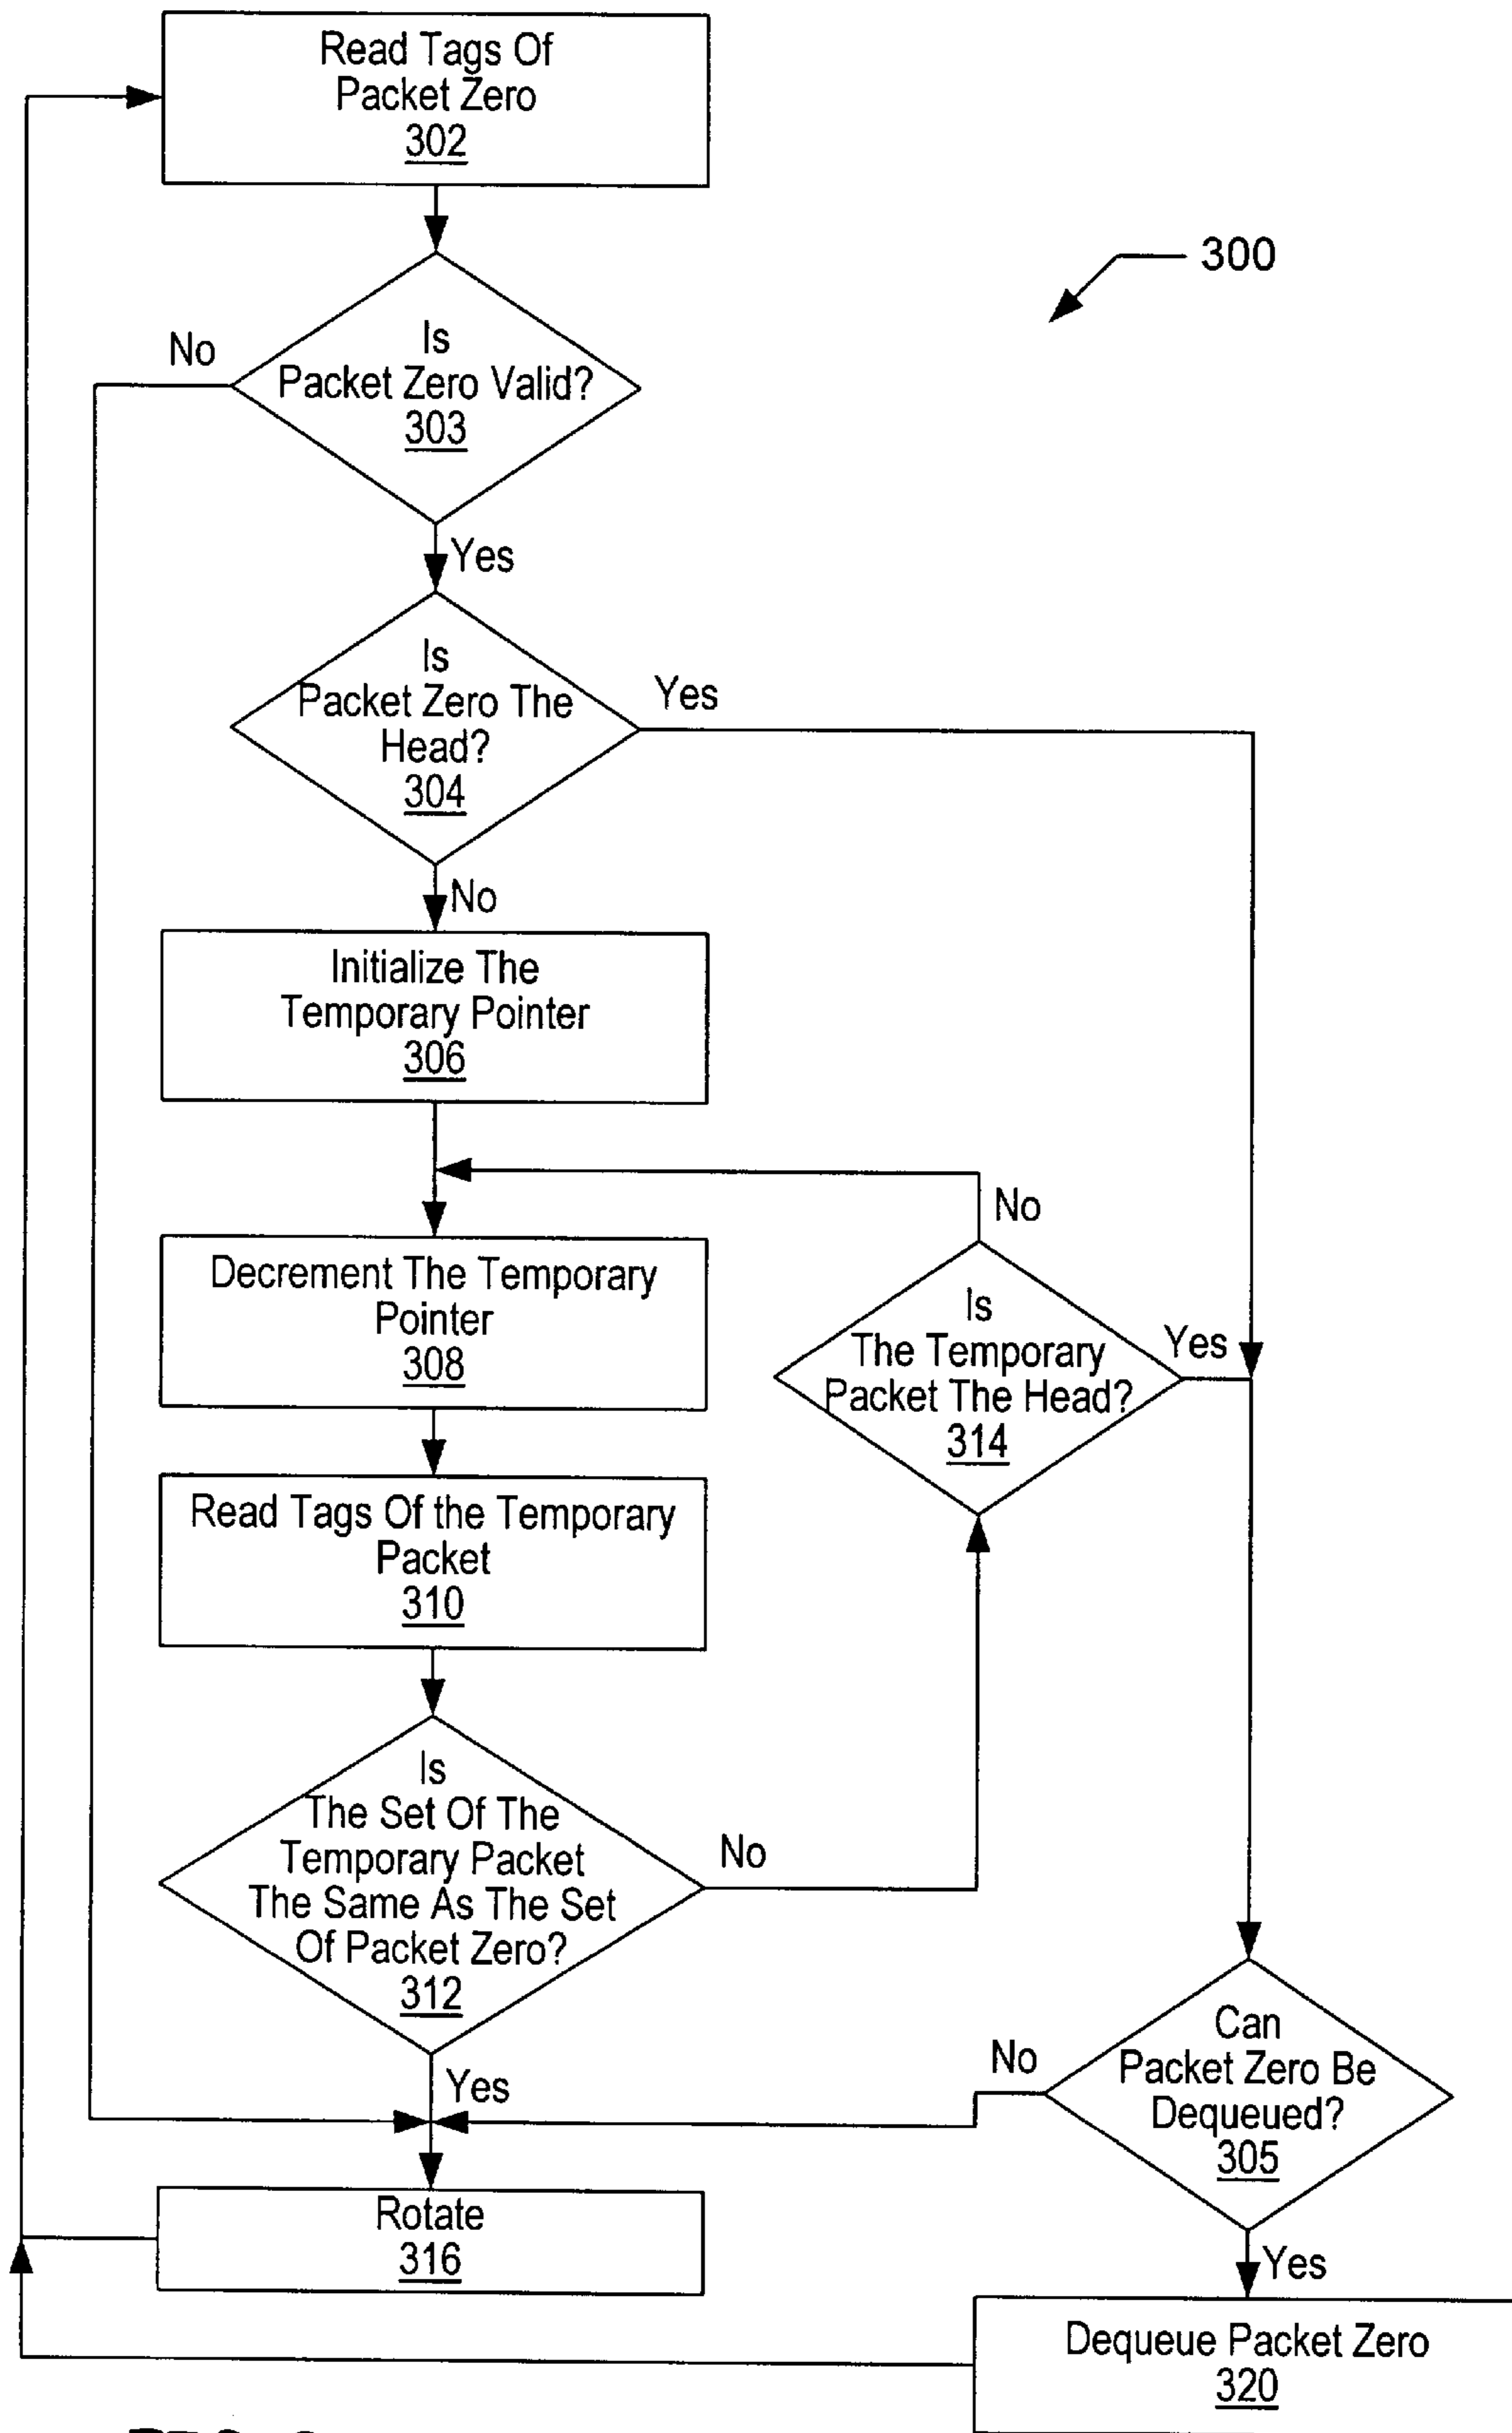 Read Tags Of
Packet Zero
302
300
No
Is
Packet Zero Valid?
303
Yes
Is
Packet Zero The
Head?
304
Yes
No
Initialize The
Temporary Pointer
306
No
Decrement The Temporary
Pointer
308
Is
The Temporary
Packet The Head?
314
Yes
Read Tags Of the Temporary
Packet
310
Is
The Set Of The
Temporary Packet
The Same As The Set
Of Packet Zero?
312
No
Yes
Can
Packet Zero Be
Dequeued?
305
No
Yes
Rotate
316
Dequeue Packet Zero
320